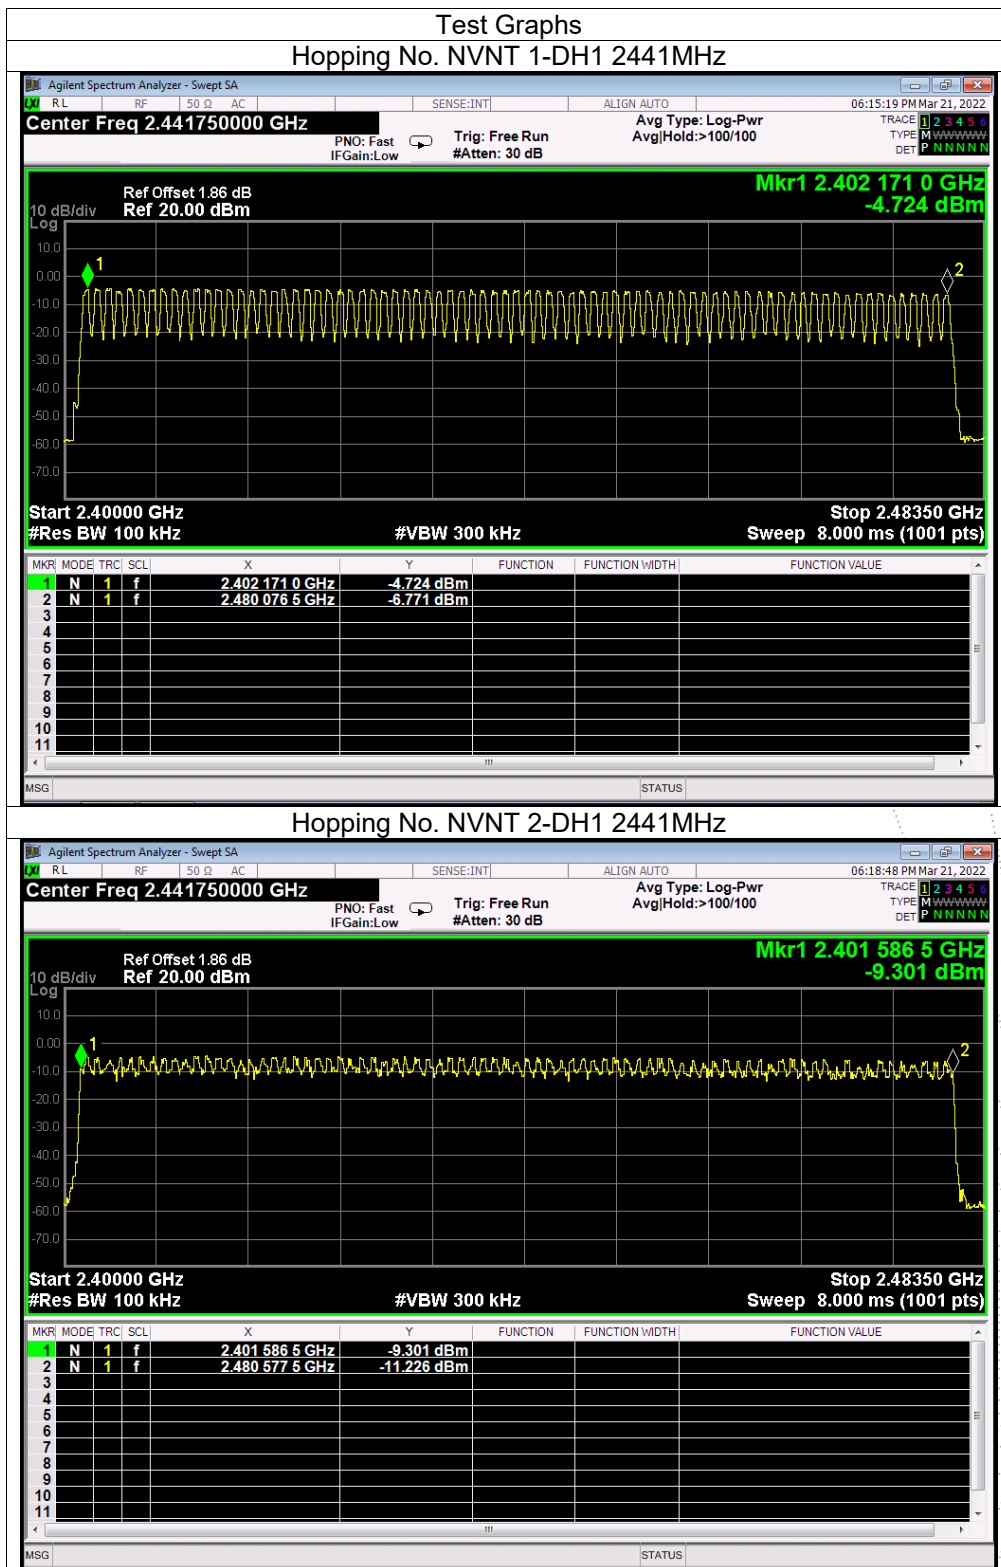 Test Graphs
Hopping No. NVNT 1-DH1 2441MHz
Agilent Spectrum Analyzer - Swept SA
LXI RL RF 50 Ω AC SENSE:INT ALIGN AUTO 06:15:19 PM Mar 21, 2022
Center Freq 2.441750000 GHz Avg Type: Log-Pwr TRACE 1 2 3 4 5 6
PNO: Fast Trig: Free Run Avg|Hold:>100/100 TYPE M WWWWW
IFGain:Low #Atten: 30 dB DET P N N N N N
Mkr1 2.402 171 0 GHz
Ref Offset 1.86 dB
10 dB/div Ref 20.00 dBm -4.724 dBm
Log
10.0
1
2
0.00
-10.0
-20.0
-30.0
-40.0
-50.0
-60.0
-70.0
Start 2.40000 GHz Stop 2.48350 GHz
#Res BW 100 kHz #VBW 300 kHz Sweep 8.000 ms (1001 pts)
MKR MODE TRC SCL X Y FUNCTION FUNCTION WIDTH FUNCTION VALUE
1 N 1 f 2.402 171 0 GHz -4.724 dBm
2 N 1 f 2.480 076 5 GHz -6.771 dBm
3
4
5
6
7
8
9
10
11
MSG STATUS
Hopping No. NVNT 2-DH1 2441MHz
Agilent Spectrum Analyzer - Swept SA
LXI RL RF 50 Ω AC SENSE:INT ALIGN AUTO 06:18:48 PM Mar 21, 2022
Center Freq 2.441750000 GHz Avg Type: Log-Pwr TRACE 1 2 3 4 5 6
PNO: Fast Trig: Free Run Avg|Hold:>100/100 TYPE M WWWWW
IFGain:Low #Atten: 30 dB DET P N N N N N
Mkr1 2.401 586 5 GHz
Ref Offset 1.86 dB
10 dB/div Ref 20.00 dBm -9.301 dBm
Log
10.0
0.00
1
2
-10.0
-20.0
-30.0
-40.0
-50.0
-60.0
-70.0
Start 2.40000 GHz Stop 2.48350 GHz
#Res BW 100 kHz #VBW 300 kHz Sweep 8.000 ms (1001 pts)
MKR MODE TRC SCL X Y FUNCTION FUNCTION WIDTH FUNCTION VALUE
1 N 1 f 2.401 586 5 GHz -9.301 dBm
2 N 1 f 2.480 577 5 GHz -11.226 dBm
3
4
5
6
7
8
9
10
11
MSG STATUS